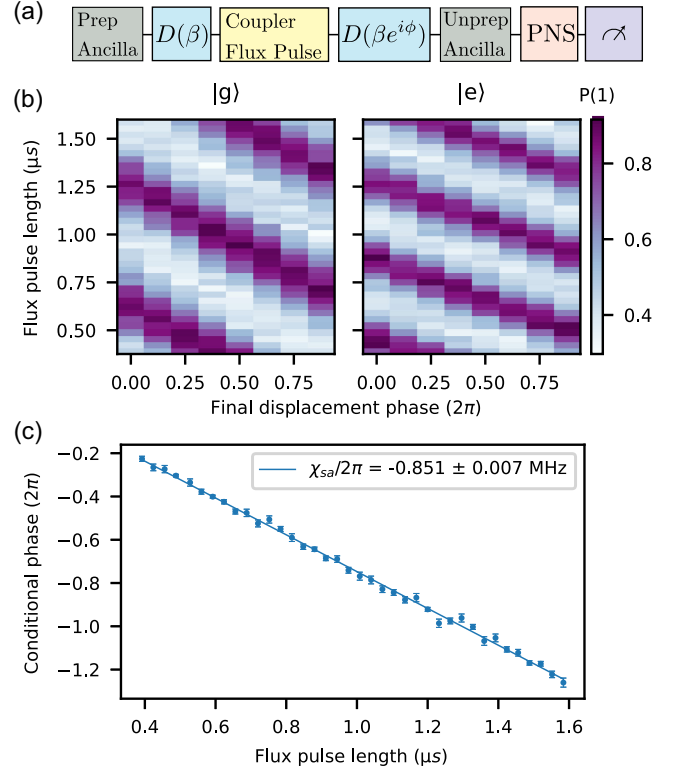 (a)
Prep
Ancilla
D(β)
Coupler
Flux Pulse
D(βe^{iϕ})
Unprep
Ancilla
PNS
(b)
|g⟩
|e⟩
P(1)
Flux pulse length (μs)
1.50
1.25
1.00
0.75
0.50
0.00 0.25 0.50 0.75
0.00 0.25 0.50 0.75
Final displacement phase (2π)
0.8
0.6
0.4
(c)
Conditional phase (2π)
−0.2
−0.4
−0.6
−0.8
−1.0
−1.2
χ_{sa}/2π = -0.851 ± 0.007 MHz
0.4 0.6 0.8 1.0 1.2 1.4 1.6
Flux pulse length (μs)